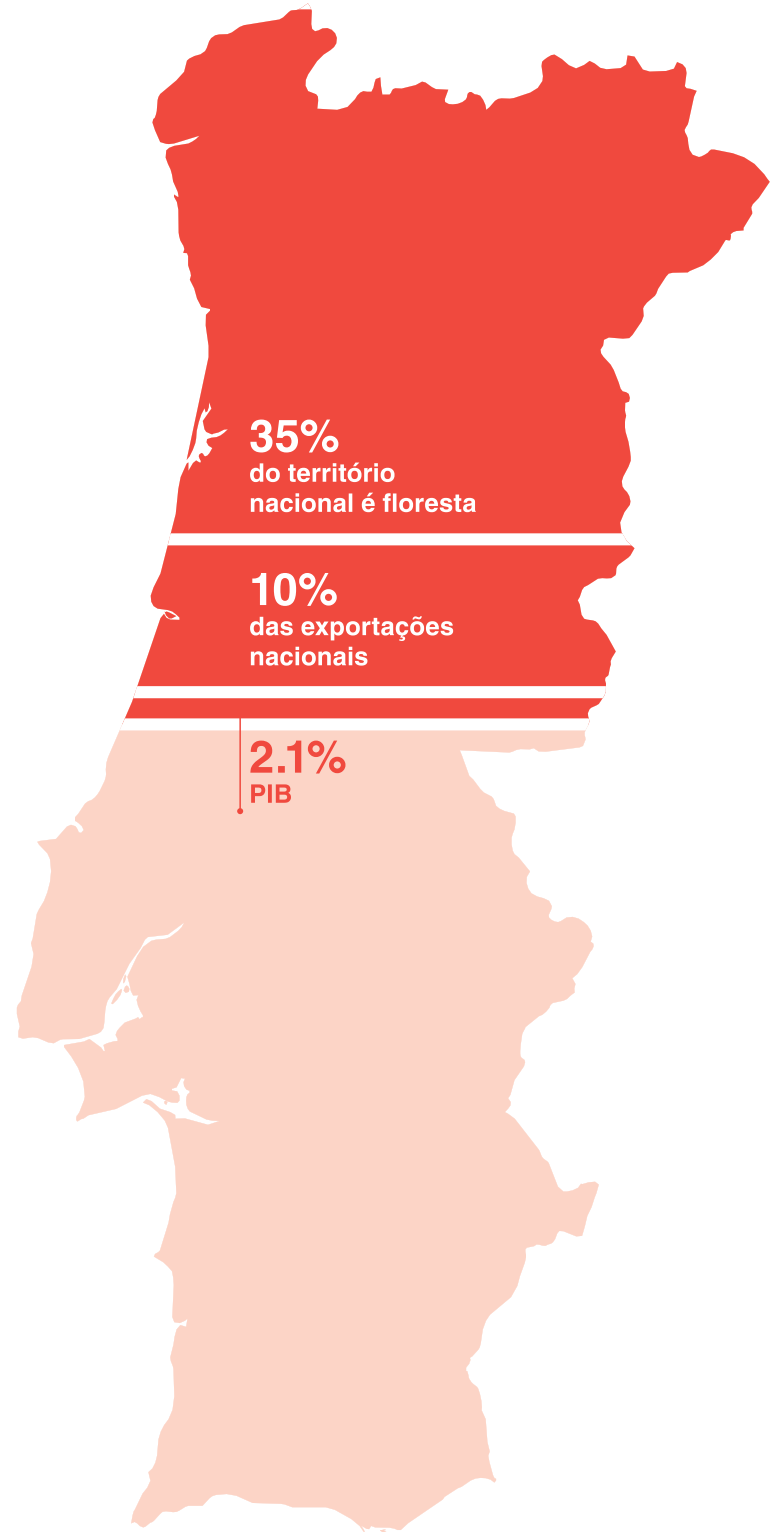 35%
do território
nacional é floresta
10%
das exportações
nacionais
2.1%
PIB